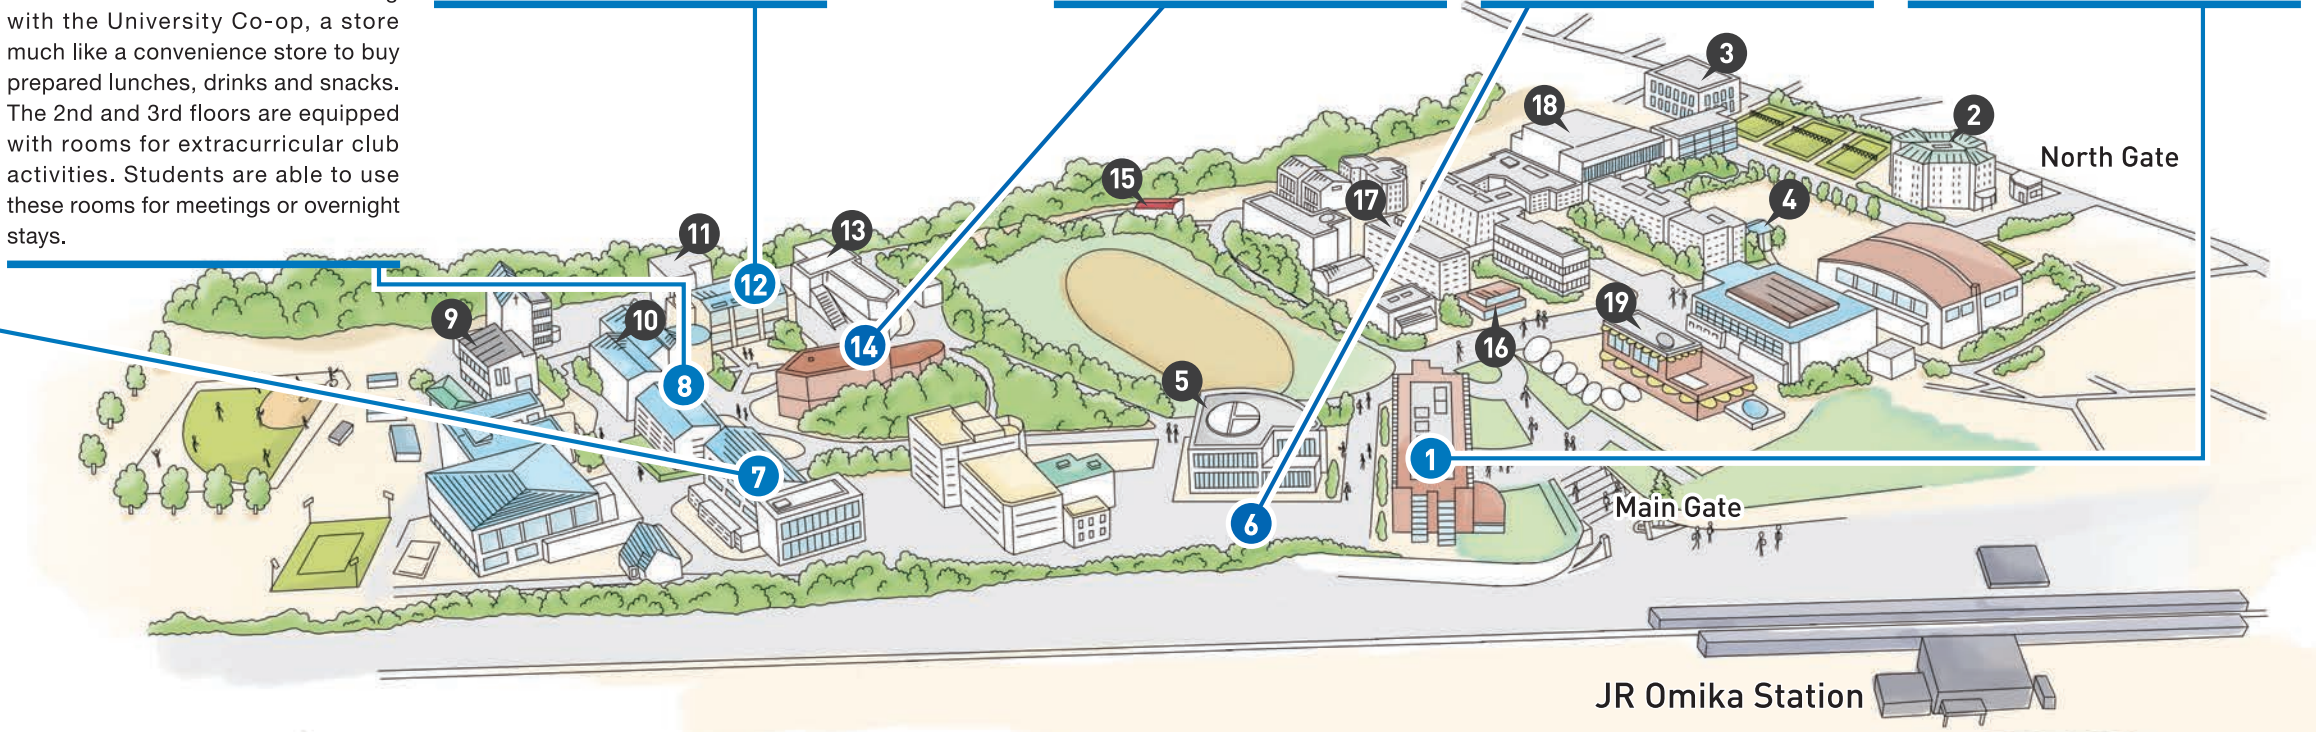 with the University Co-op, a store
much like a convenience store to buy
prepared lunches, drinks and snacks.
The 2nd and 3rd floors are equipped
with rooms for extracurricular club
activities. Students are able to use
these rooms for meetings or overnight
stays.
3
18
2
North Gate
15
17
4
11
13
12
9
10
14
8
19
16
5
7
1
6
Main Gate
JR Omika Station